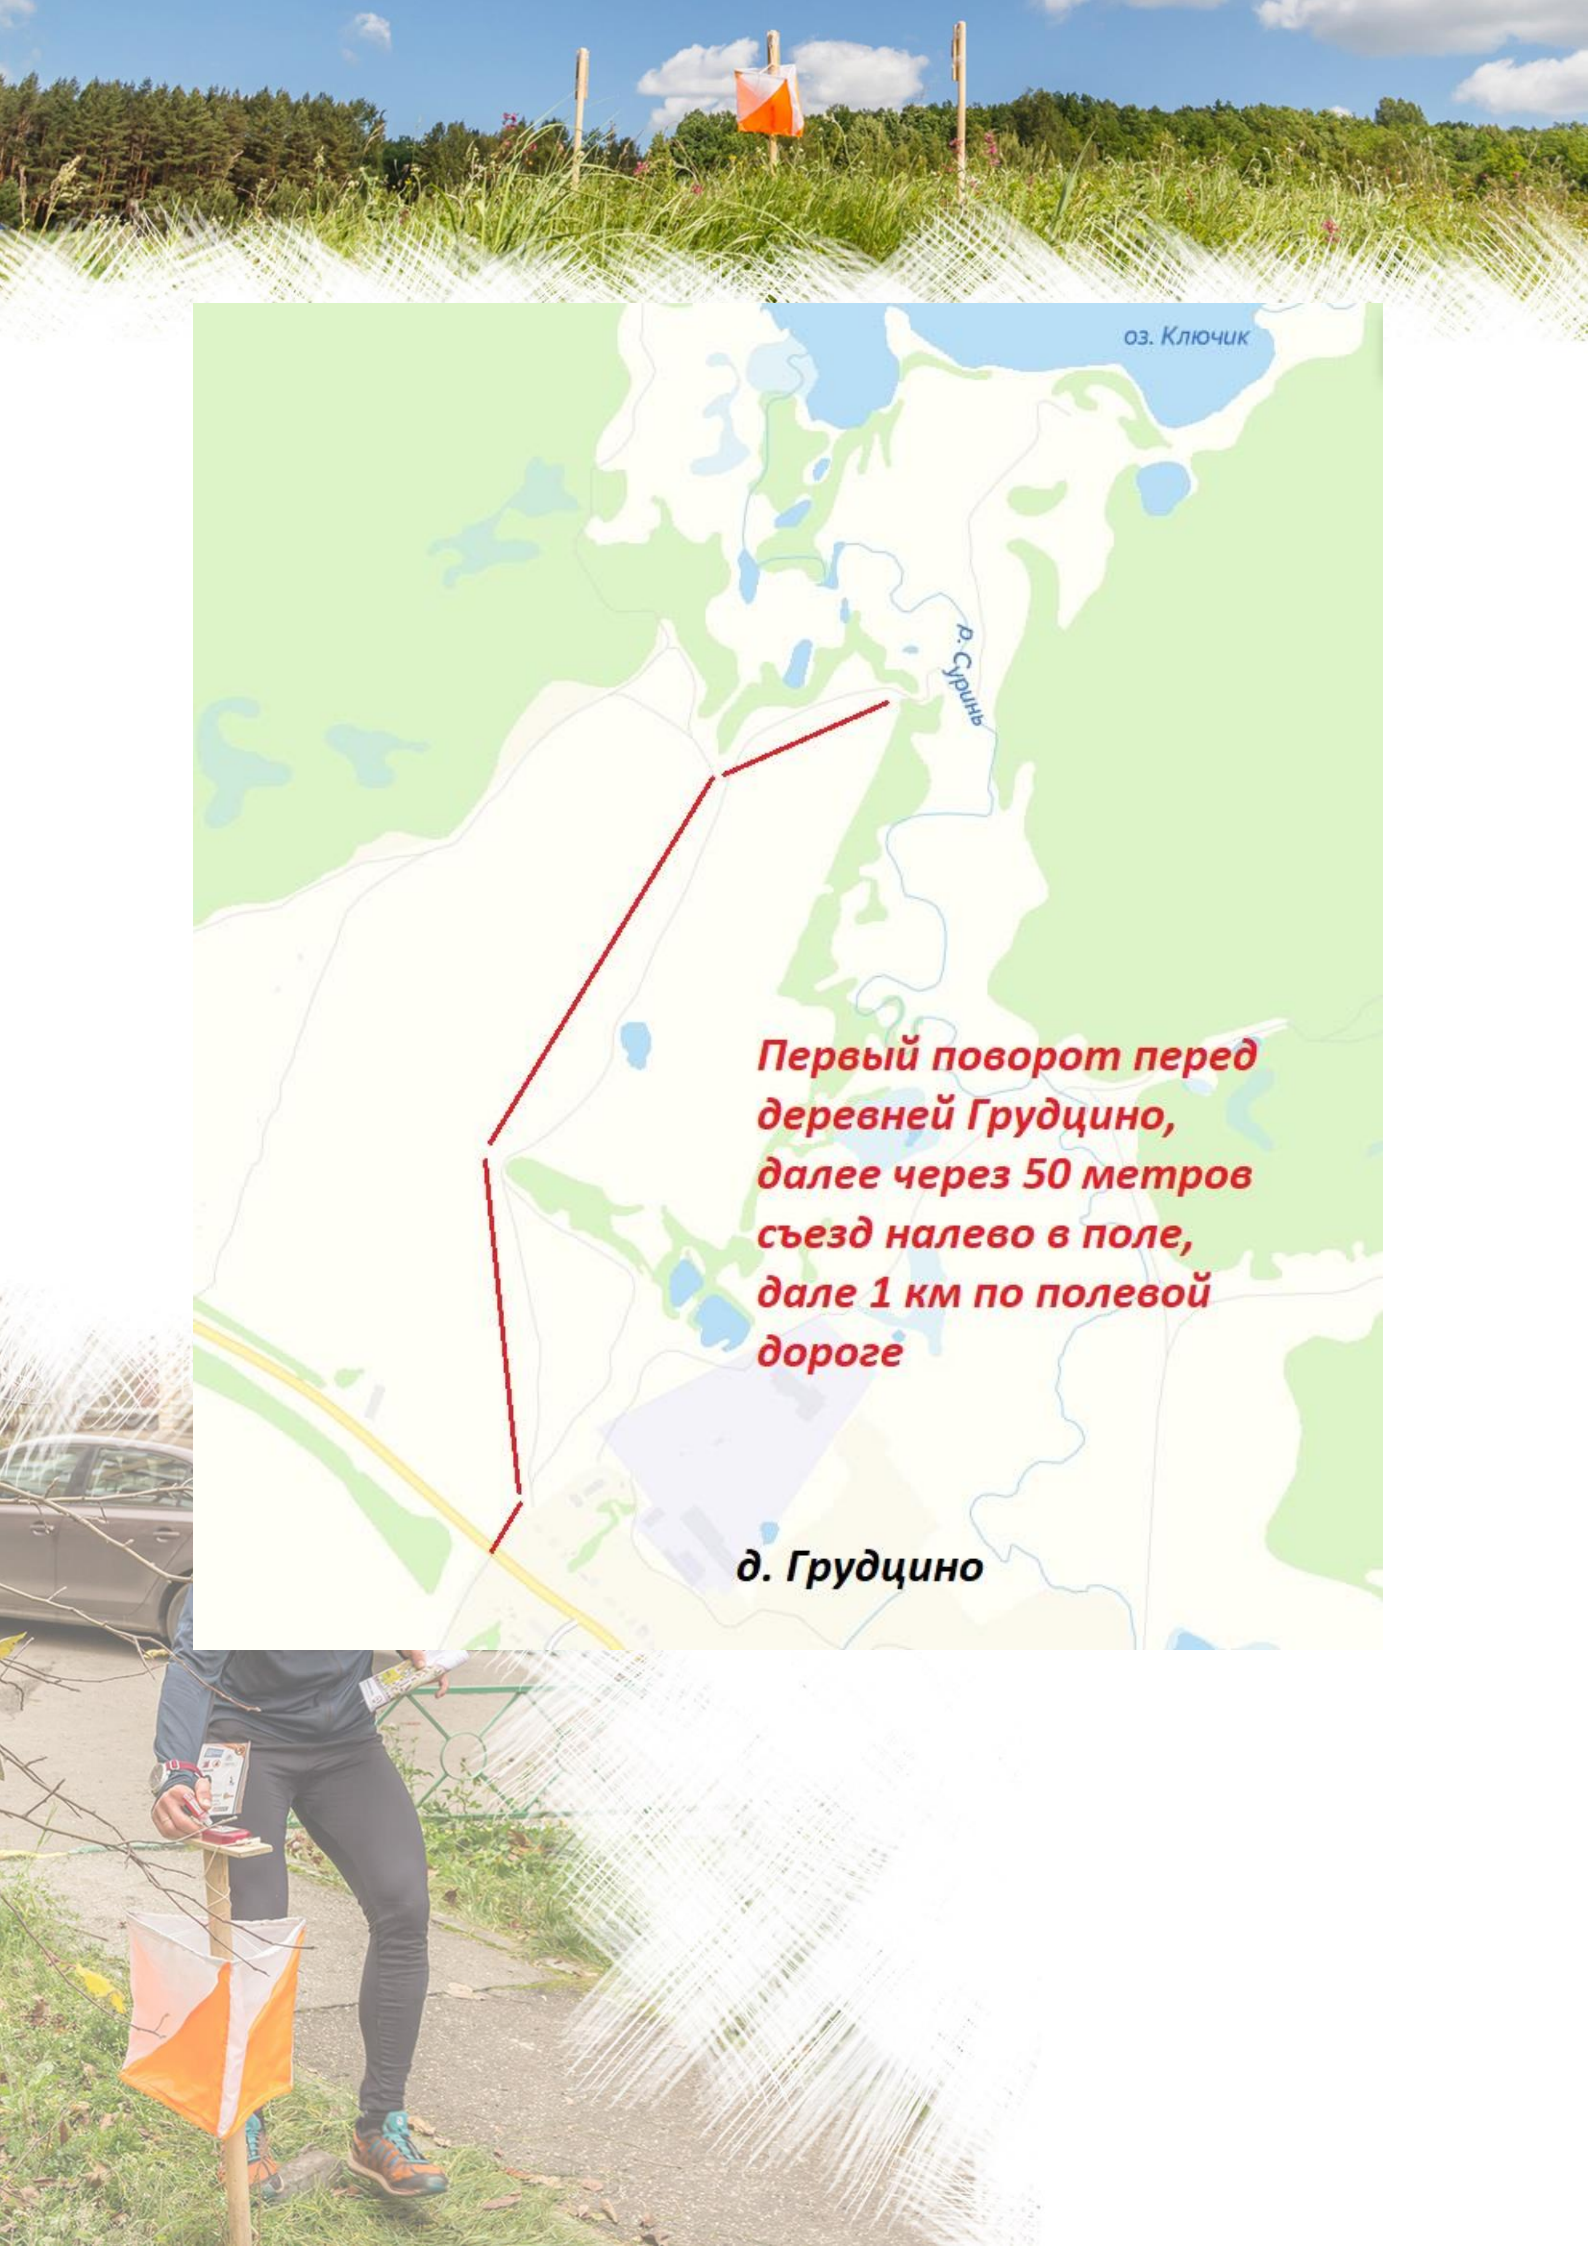 оз. Ключик
р. Суринь
Первый поворот перед
деревней Грудцино,
далее через 50 метров
съезд налево в поле,
дале 1 км по полевой
дороге
д. Грудцино